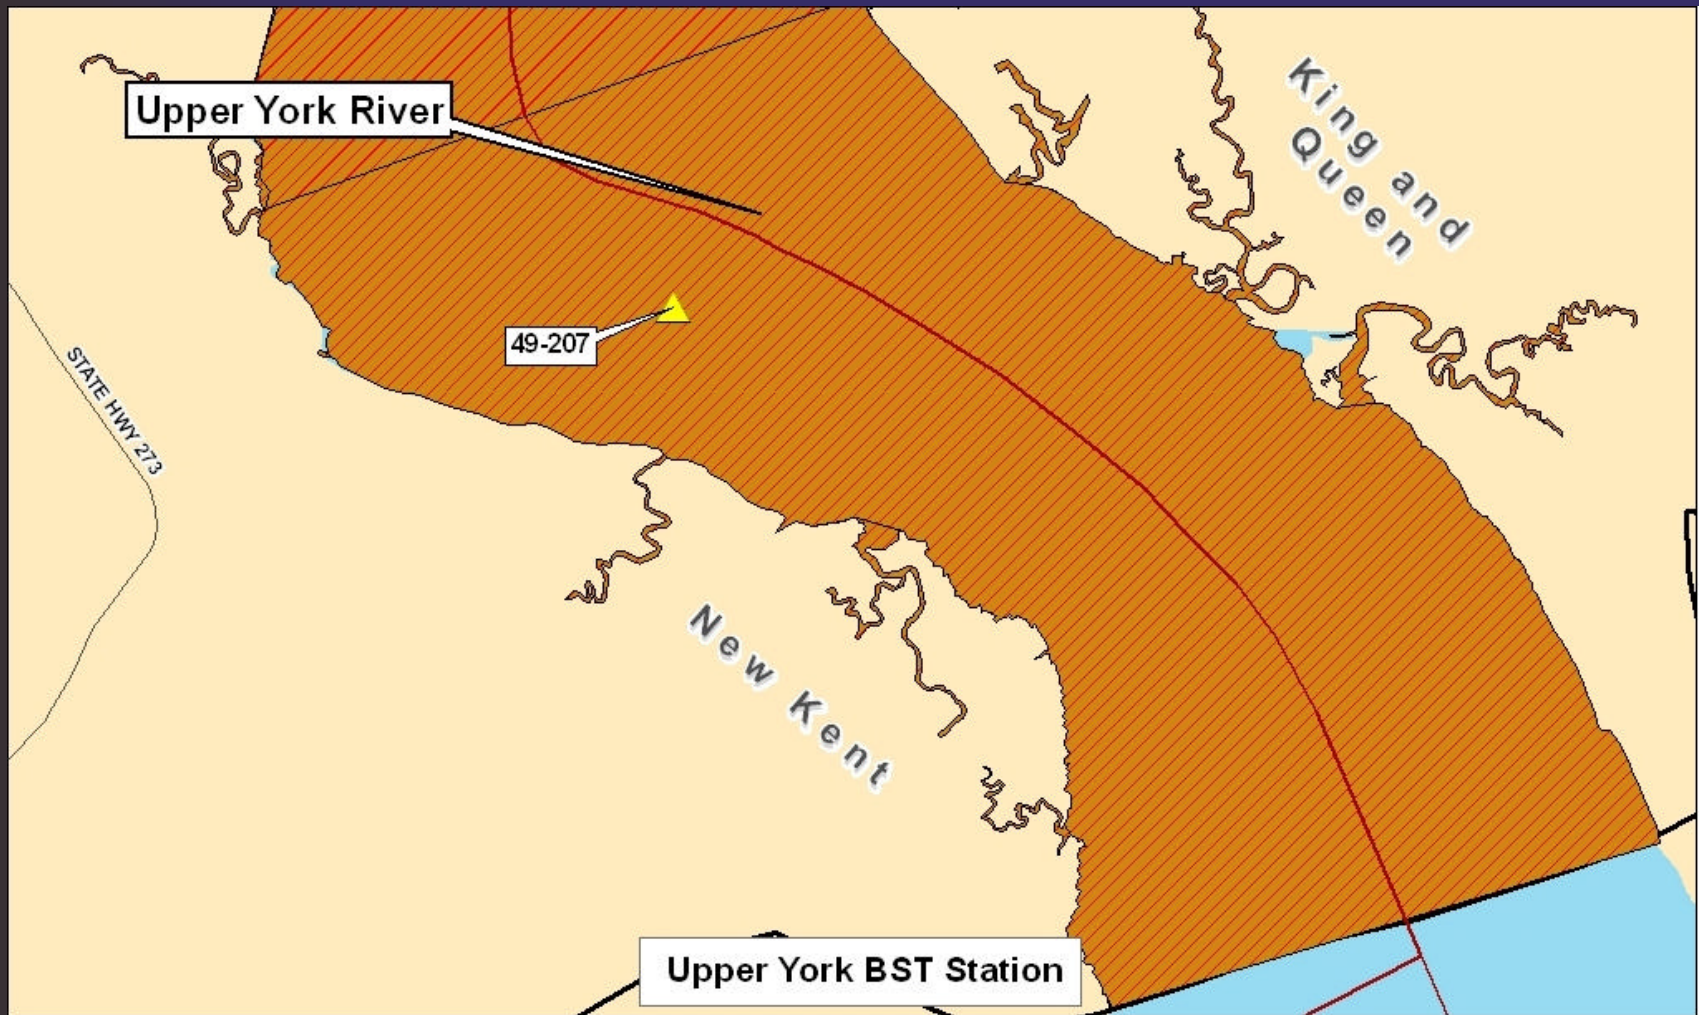 Upper York River
King and
Queen
49-207
STATE HWY 273
New Kent
Upper York BST Station